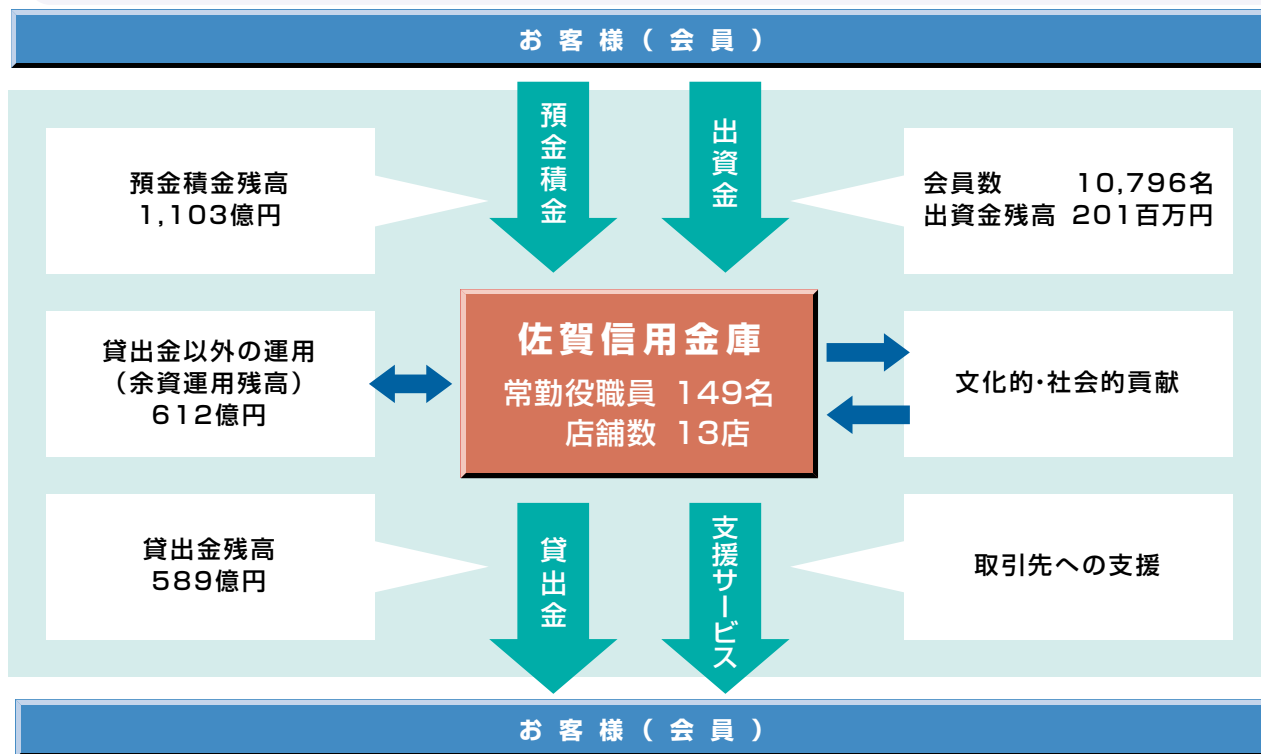 お客様(会員)
預金積金
出資金
預金積金残高
1,103億円
会員数 10,796名
出資金残高 201百万円
佐賀信用金庫
常勤役職員 149名
店舗数 13店
貸出金以外の運用
(余資運用残高)
612億円
文化的・社会的貢献
貸出金残高
589億円
貸出金
支援サービス
取引先への支援
お客様(会員)